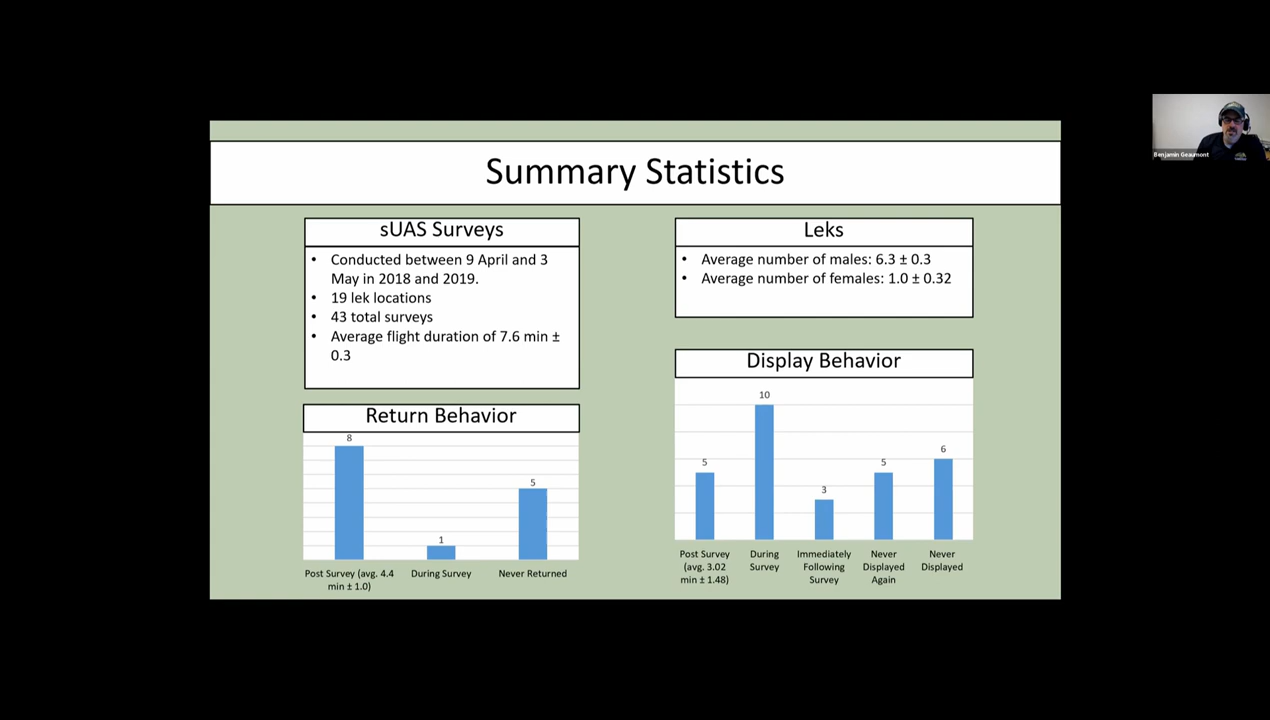 Summary Statistics
sUAS Surveys
• Conducted between 9 April and 3
May in 2018 and 2019.
• 19 lek locations
• 43 total surveys
• Average flight duration of 7.6 min ±
0.3
Leks
• Average number of males: 6.3 ± 0.3
• Average number of females: 1.0 ± 0.32
Return Behavior
8
1
5
Post Survey (avg. 4.4
min ± 1.0)
During Survey
Never Returned
Display Behavior
5
10
3
5
6
Post Survey
(avg. 3.02
min ± 1.48)
During
Survey
Immediately
Following
Survey
Never
Displayed
Again
Never
Displayed
Benjamin Geaumont